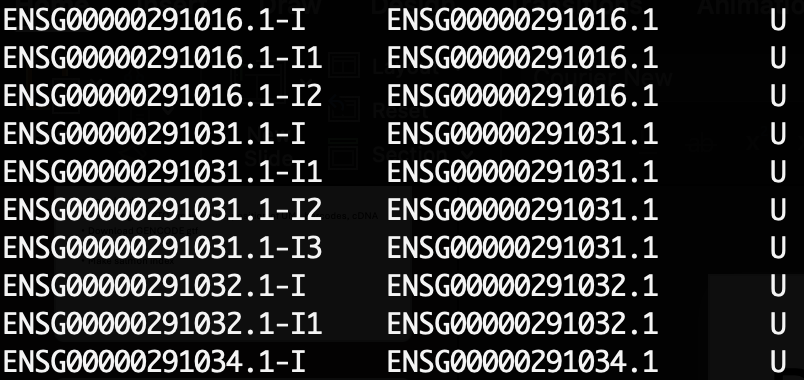 ENSG00000291016.1-I ENSG00000291016.1 U
ENSG00000291016.1-I1 ENSG00000291016.1 U
ENSG00000291016.1-I2 ENSG00000291016.1 U
ENSG00000291031.1-I ENSG00000291031.1 U
ENSG00000291031.1-I1 ENSG00000291031.1 U
ENSG00000291031.1-I2 ENSG00000291031.1 U
ENSG00000291031.1-I3 ENSG00000291031.1 U
ENSG00000291032.1-I ENSG00000291032.1 U
ENSG00000291032.1-I1 ENSG00000291032.1 U
ENSG00000291034.1-I ENSG00000291034.1 U